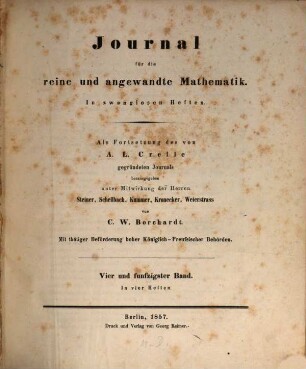 Journal
für die
reine und angewandte Mathematik.
In zwanglosen Heften.
Als Fortsetzung des von
A. L. Crelle
gegründeten Journals
herausgegeben
unter Mitwirkung der Herren
Steiner, Schellbach, Kummer, Kronecker, Weierstrass
von
C. W. Borchardt.
Mit thätiger Beförderung hoher Königlich-Preufsischer Behörden.
Vier und funfzigster Band.
In vier Heften
Berlin, 1857.
Druck und Verlag von Georg Reimer.